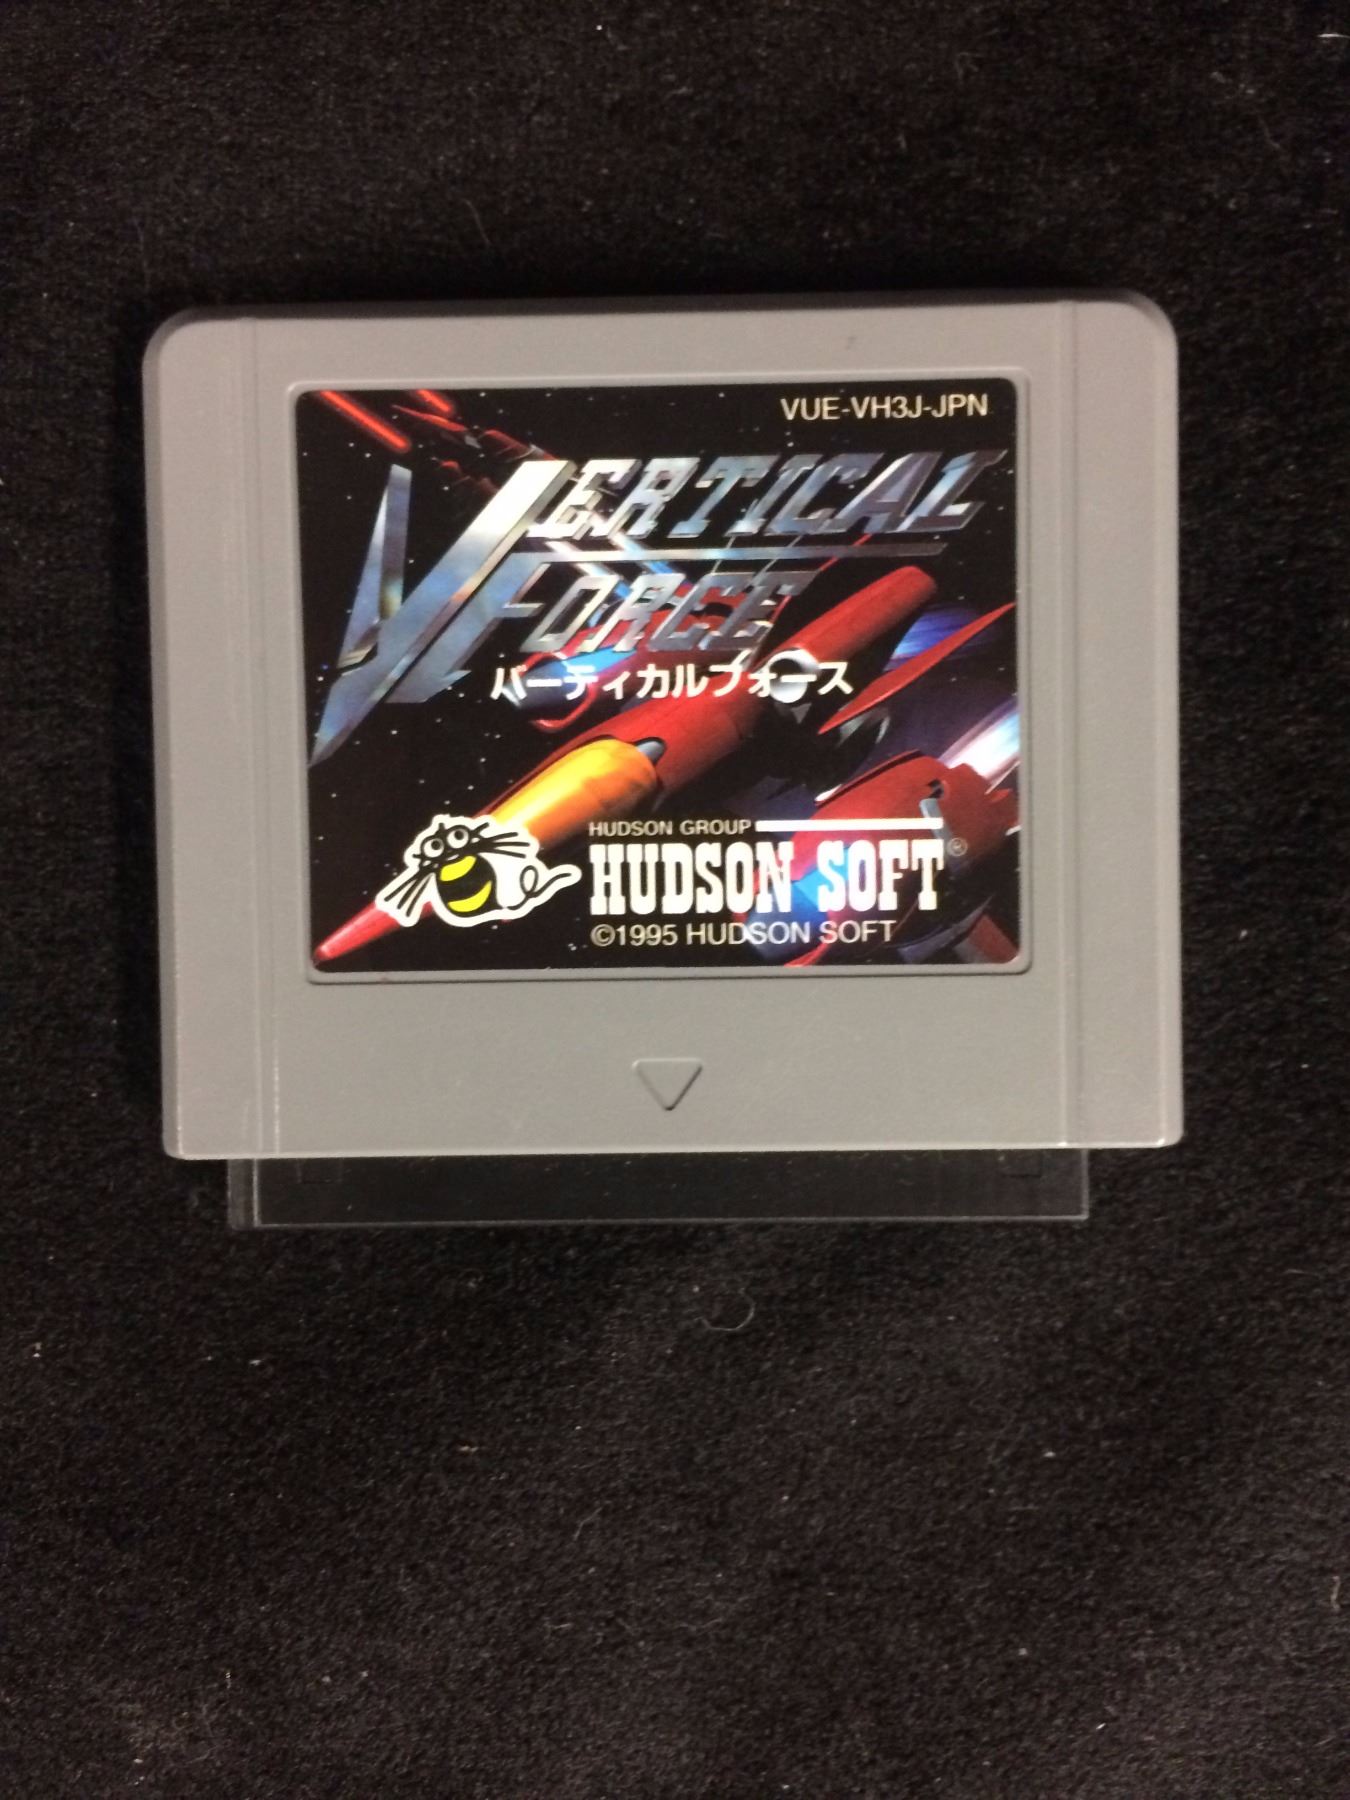 VUE-VH3J-JPN
VERTICAL
FORCE
バーティカルフォース
HUDSON GROUP
HUDSON SOFT®
©1995 HUDSON SOFT